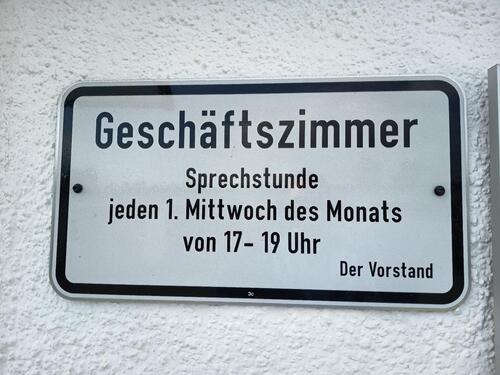 Geschäftszimmer
Sprechstunde
jeden 1. Mittwoch des Monats
von 17- 19 Uhr
Der Vorstand